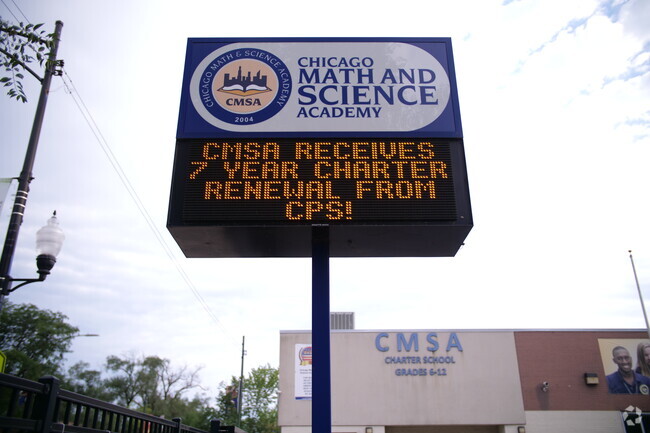 CHICAGO MATH & SCIENCE ACADEMY
CMSA
2004
CHICAGO
MATH AND
SCIENCE
ACADEMY
CMSA RECEIVES
7 YEAR CHARTER
RENEWAL FROM
CPS!
CMSA
CHARTER SCHOOL
GRADES 6-12